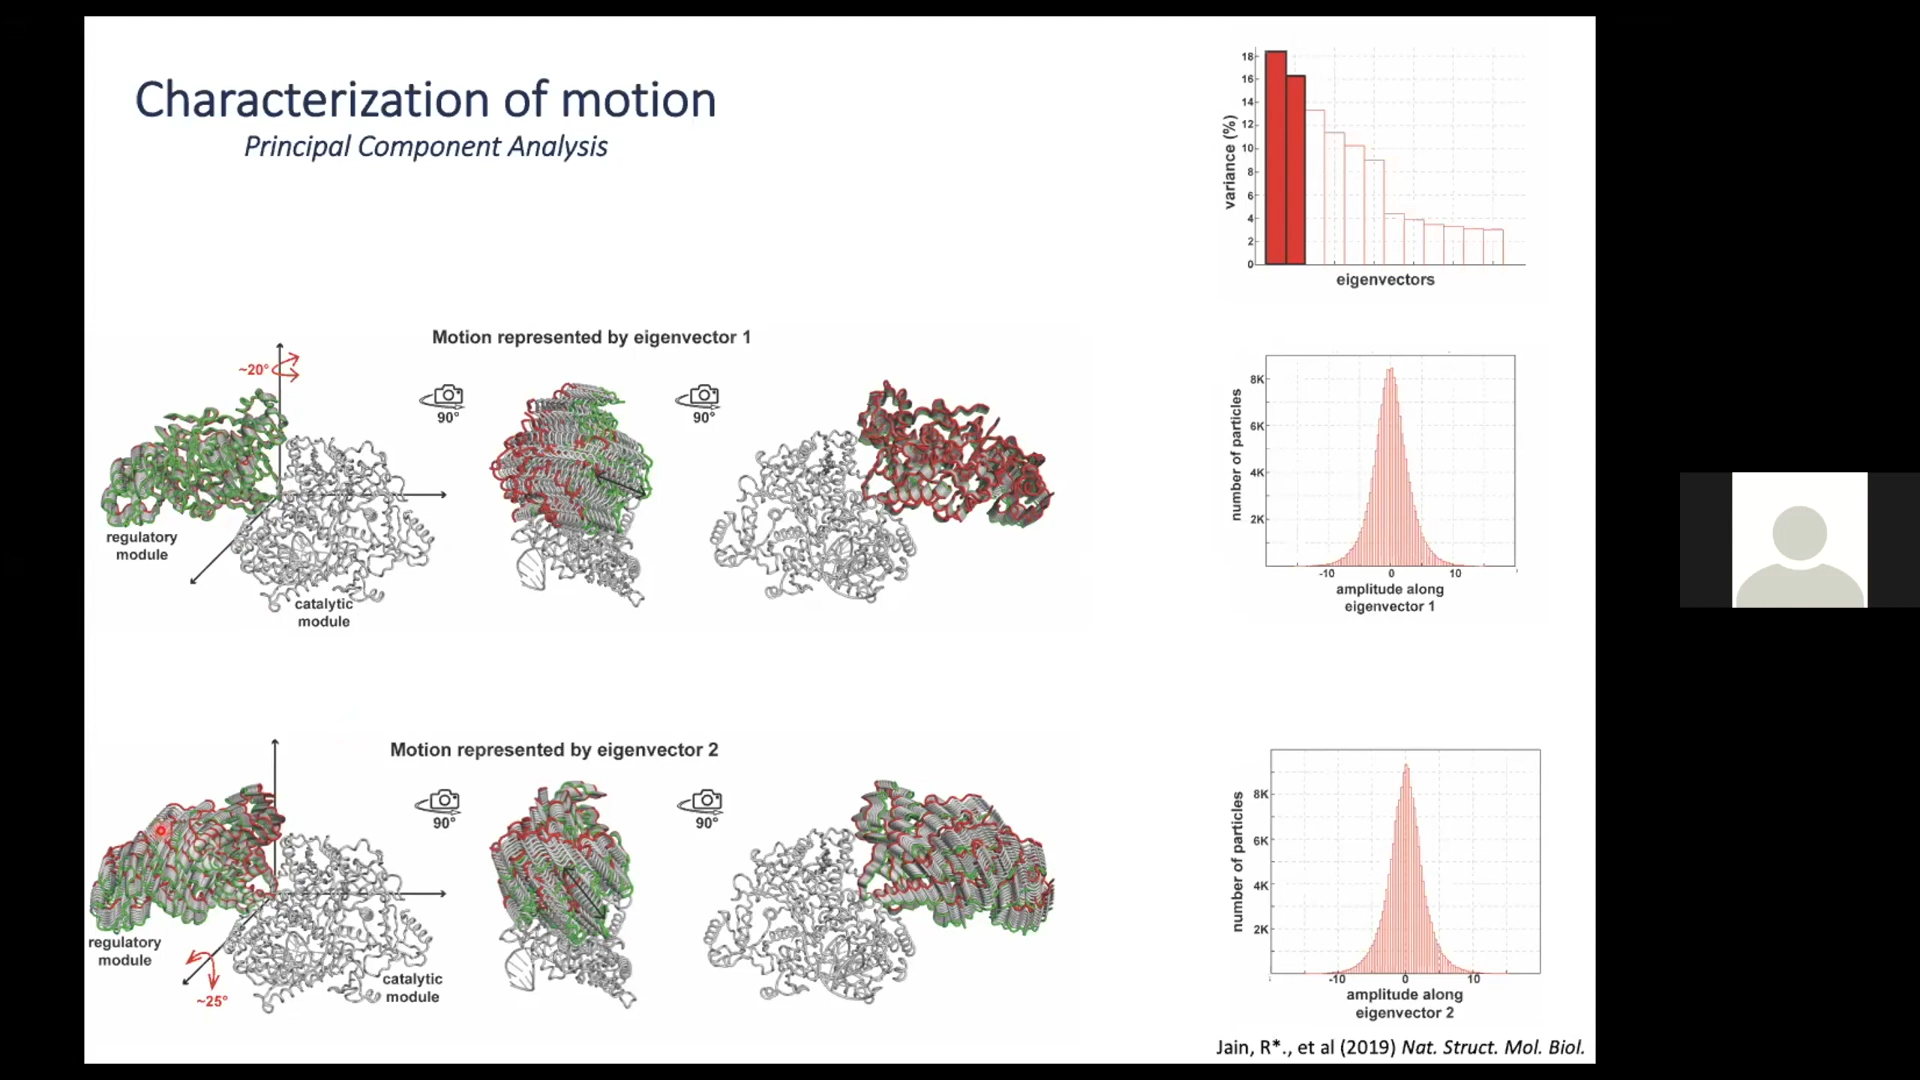 Characterization of motion
Principal Component Analysis
18
16
14
12
10
8
6
4
2
0
variance (%)
eigenvectors
Motion represented by eigenvector 1
~20°
90°
90°
regulatory
module
catalytic
module
8K
6K
4K
2K
number of particles
-10 0 10
amplitude along
eigenvector 1
Motion represented by eigenvector 2
90°
90°
regulatory
module
~25°
catalytic
module
8K
6K
4K
2K
number of particles
-10 0 10
amplitude along
eigenvector 2
Jain, R*., et al (2019) Nat. Struct. Mol. Biol.